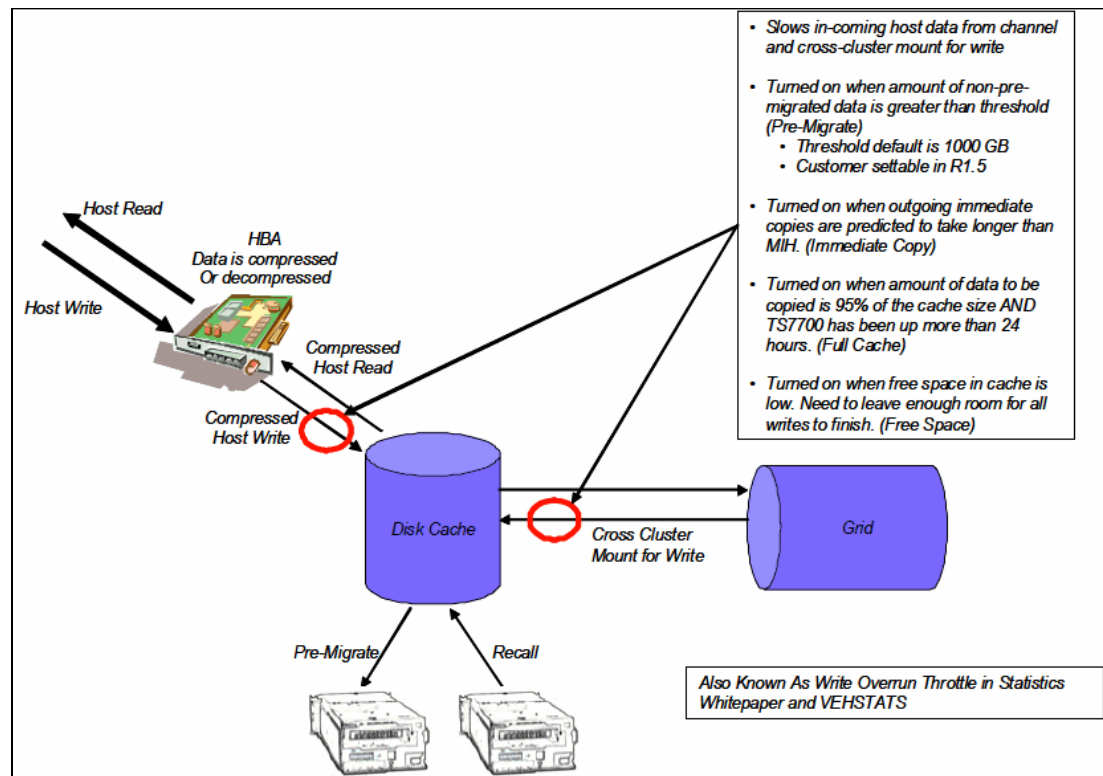 • Slows in-coming host data from channel
and cross-cluster mount for write
• Turned on when amount of non-pre-
migrated data is greater than threshold
(Pre-Migrate)
• Threshold default is 1000 GB
• Customer settable in R1.5
• Turned on when outgoing immediate
copies are predicted to take longer than
MIH. (Immediate Copy)
• Turned on when amount of data to be
copied is 95% of the cache size AND
TS7700 has been up more than 24
hours. (Full Cache)
• Turned on when free space in cache is
low. Need to leave enough room for all
writes to finish. (Free Space)
Host Read
HBA
Data is compressed
Or decompressed
Host Write
Compressed
Host Read
Compressed
Host Write
Disk Cache
Cross Cluster
Mount for Write
Grid
Pre-Migrate
Recall
Also Known As Write Overrun Throttle in Statistics
Whitepaper and VEHSTATS